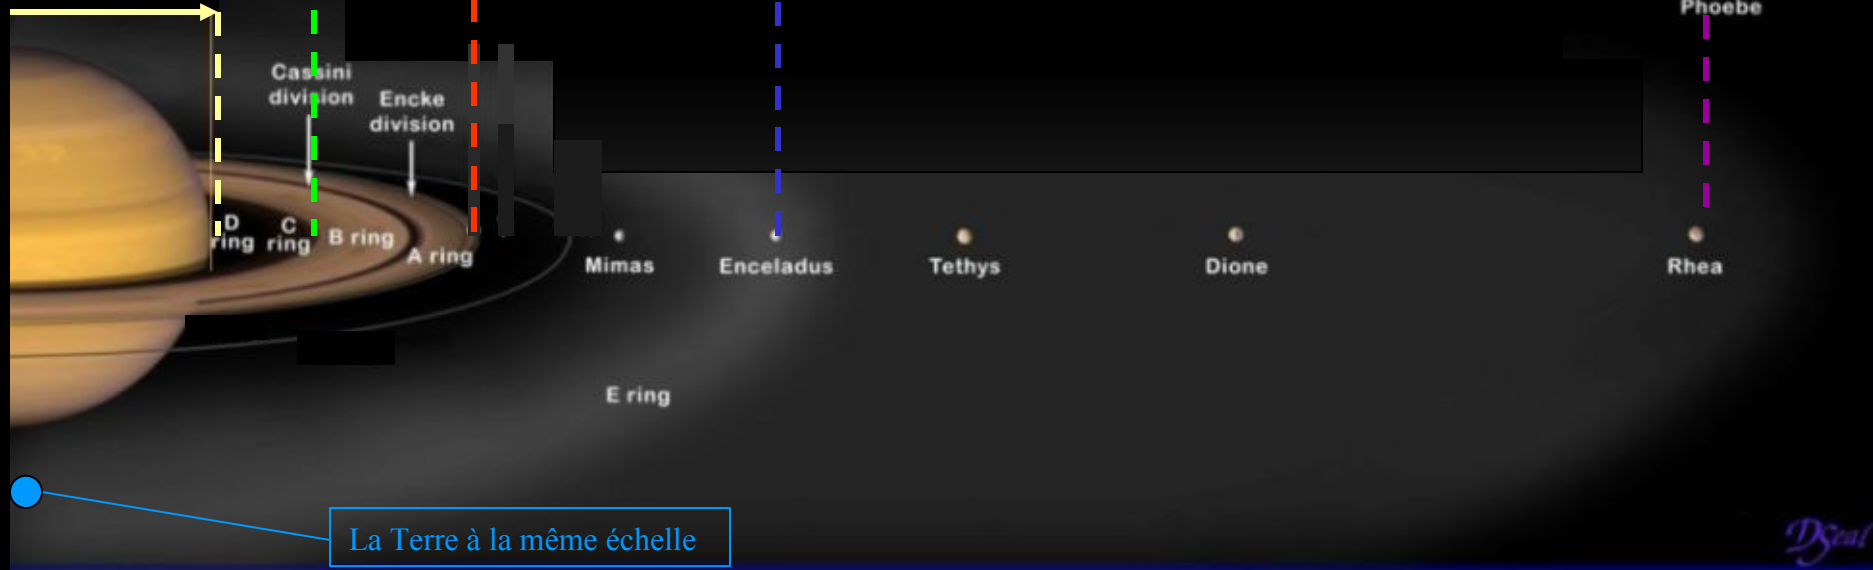 Phoebe
Cassini
division
Encke
division
D
ring
C
ring
B ring
A ring
Mimas
Enceladus
Tethys
Dione
Rhea
E ring
La Terre à la même échelle
DSeal